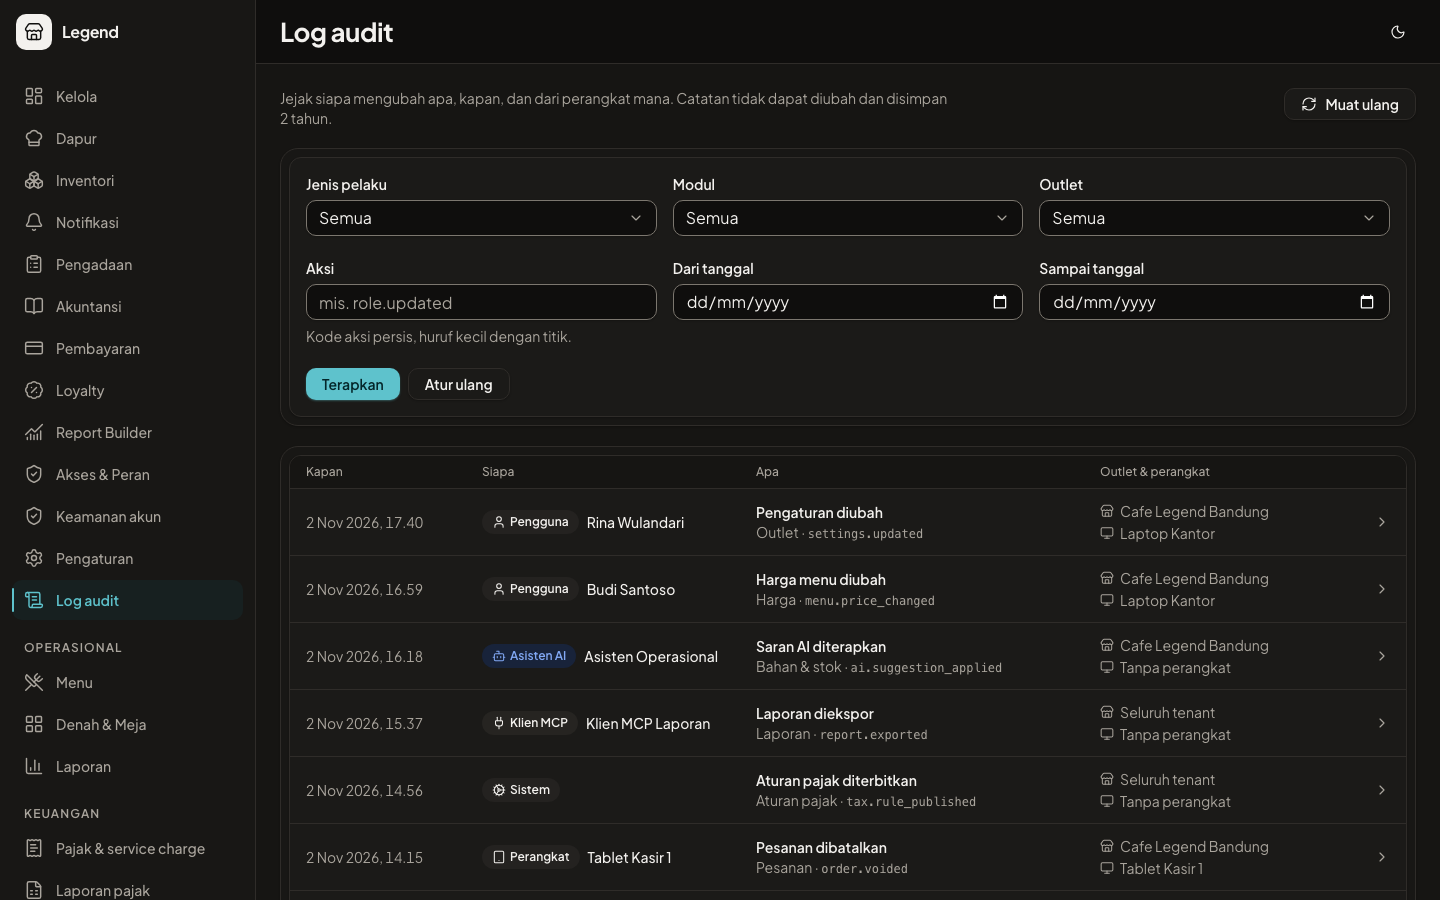 Legend
Log audit
Kelola
Dapur
Inventori
Notifikasi
Pengadaan
Akuntansi
Pembayaran
Loyalty
Report Builder
Akses & Peran
Keamanan akun
Pengaturan
Log audit
OPERASIONAL
Menu
Denah & Meja
Laporan
KEUANGAN
Pajak & service charge
Laporan pajak
Jejak siapa mengubah apa, kapan, dan dari perangkat mana. Catatan tidak dapat diubah dan disimpan
2 tahun.
Muat ulang
Jenis pelaku
Modul
Outlet
Semua
Semua
Semua
Aksi
Dari tanggal
Sampai tanggal
mis. role.updated
dd/mm/yyyy
dd/mm/yyyy
Kode aksi persis, huruf kecil dengan titik.
Terapkan
Atur ulang
Kapan
Siapa
Apa
Outlet & perangkat
2 Nov 2026, 17.40
Pengguna
Rina Wulandari
Pengaturan diubah
Outlet · settings.updated
Cafe Legend Bandung
Laptop Kantor
2 Nov 2026, 16.59
Pengguna
Budi Santoso
Harga menu diubah
Harga · menu.price_changed
Cafe Legend Bandung
Laptop Kantor
2 Nov 2026, 16.18
Asisten AI
Asisten Operasional
Saran AI diterapkan
Bahan & stok · ai.suggestion_applied
Cafe Legend Bandung
Tanpa perangkat
2 Nov 2026, 15.37
Klien MCP
Klien MCP Laporan
Laporan diekspor
Laporan · report.exported
Seluruh tenant
Tanpa perangkat
2 Nov 2026, 14.56
Sistem
Aturan pajak diterbitkan
Aturan pajak · tax.rule_published
Seluruh tenant
Tanpa perangkat
2 Nov 2026, 14.15
Perangkat
Tablet Kasir 1
Pesanan dibatalkan
Pesanan · order.voided
Cafe Legend Bandung
Tablet Kasir 1